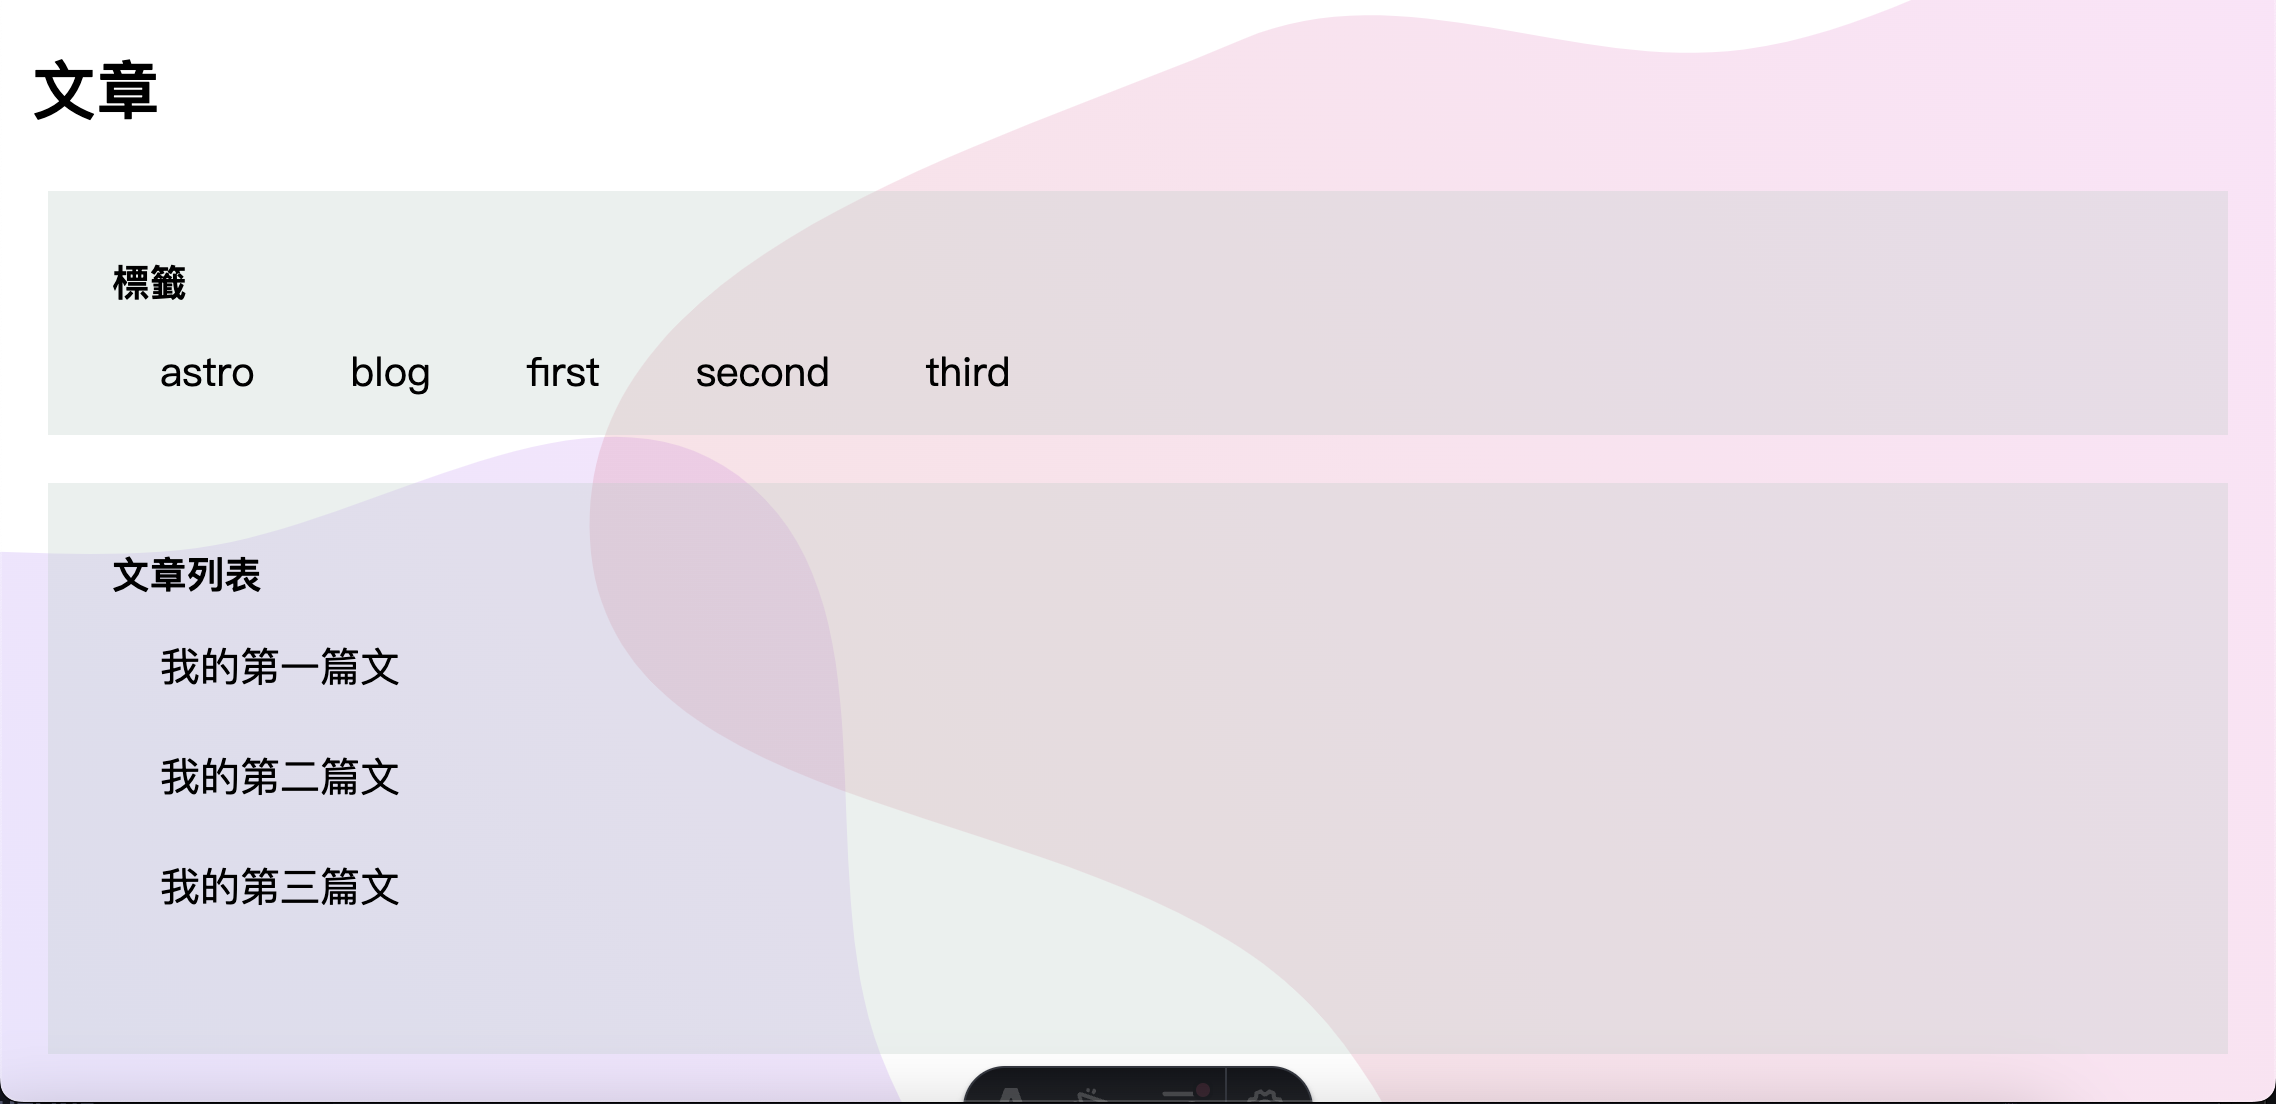 文章
標籤
astro blog first second third
文章列表
我的第一篇文
我的第二篇文
我的第三篇文